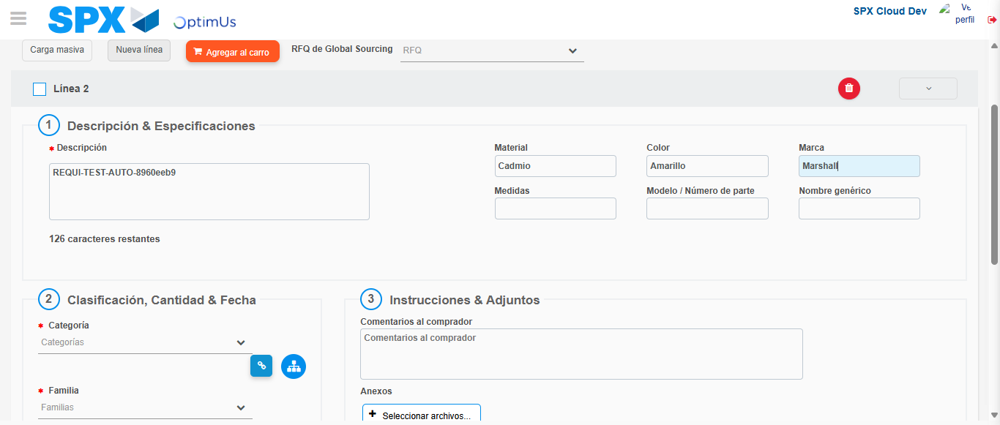 SPX
OptimUs
SPX Cloud Dev
Ve
perfil
Carga masiva
Nueva línea
Agregar al carro
RFQ de Global Sourcing
RFQ
Línea 2
1
Descripción & Especificaciones
* Descripción
REQUI-TEST-AUTO-8960eeb9
126 caracteres restantes
Material
Color
Marca
Cadmio
Amarillo
Marshall
Medidas
Modelo / Número de parte
Nombre genérico
2
Clasificación, Cantidad & Fecha
* Categoría
Categorías
* Familia
Familias
3
Instrucciones & Adjuntos
Comentarios al comprador
Comentarios al comprador
Anexos
+ Seleccionar archivos...